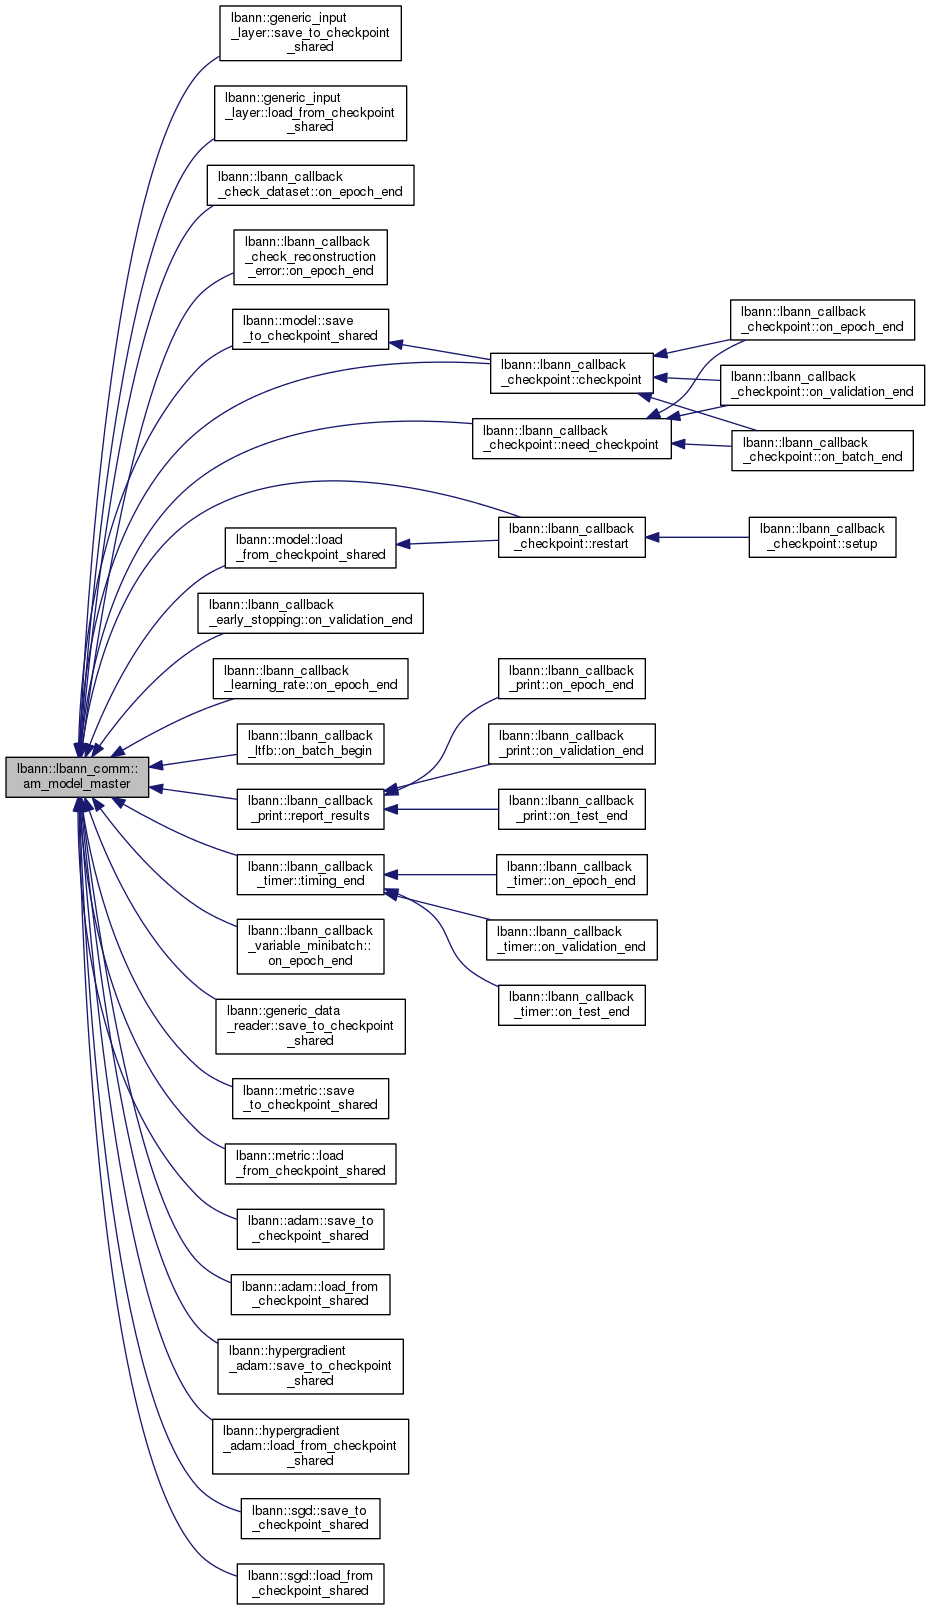 lbann::generic_input
_layer::save_to_checkpoint
_shared
lbann::generic_input
_layer::load_from_checkpoint
_shared
lbann::lbann_callback
_check_dataset::on_epoch_end
lbann::lbann_callback
_check_reconstruction
_error::on_epoch_end
lbann::model::save
_to_checkpoint_shared
lbann::lbann_callback
_checkpoint::checkpoint
lbann::lbann_callback
_checkpoint::on_epoch_end
lbann::lbann_callback
_checkpoint::on_validation_end
lbann::lbann_callback
_checkpoint::need_checkpoint
lbann::lbann_callback
_checkpoint::on_batch_end
lbann::model::load
_from_checkpoint_shared
lbann::lbann_callback
_checkpoint::restart
lbann::lbann_callback
_checkpoint::setup
lbann::lbann_callback
_early_stopping::on_validation_end
lbann::lbann_callback
_learning_rate::on_epoch_end
lbann::lbann_callback
_print::on_epoch_end
lbann::lbann_callback
_ltfb::on_batch_begin
lbann::lbann_callback
_print::on_validation_end
lbann::lbann_comm::
am_model_master
lbann::lbann_callback
_print::report_results
lbann::lbann_callback
_print::on_test_end
lbann::lbann_callback
_timer::timing_end
lbann::lbann_callback
_timer::on_epoch_end
lbann::lbann_callback
_variable_minibatch::
on_epoch_end
lbann::lbann_callback
_timer::on_validation_end
lbann::lbann_callback
_timer::on_test_end
lbann::generic_data
_reader::save_to_checkpoint
_shared
lbann::metric::save
_to_checkpoint_shared
lbann::metric::load
_from_checkpoint_shared
lbann::adam::save_to
_checkpoint_shared
lbann::adam::load_from
_checkpoint_shared
lbann::hypergradient
_adam::save_to_checkpoint
_shared
lbann::hypergradient
_adam::load_from_checkpoint
_shared
lbann::sgd::save_to
_checkpoint_shared
lbann::sgd::load_from
_checkpoint_shared